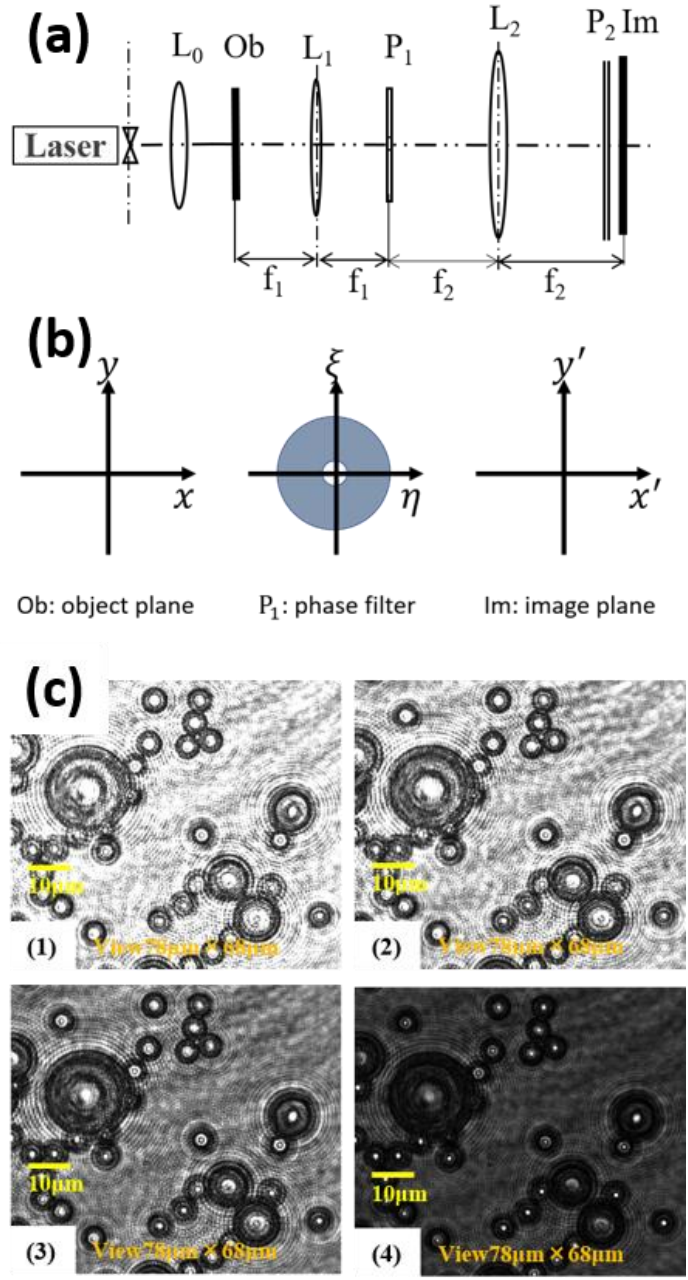 (a)
L₀ Ob L₁ P₁ L₂ P₂ Im
Laser
f₁ f₁ f₂ f₂
(b)
y ξ y′
x η x′
Ob: object plane P₁: phase filter Im: image plane
(c)
10μm 10μm
(1) View78μm×68μm (2) View78μm×68μm
10μm 10μm
(3) View78μm×68μm (4) View78μm×68μm